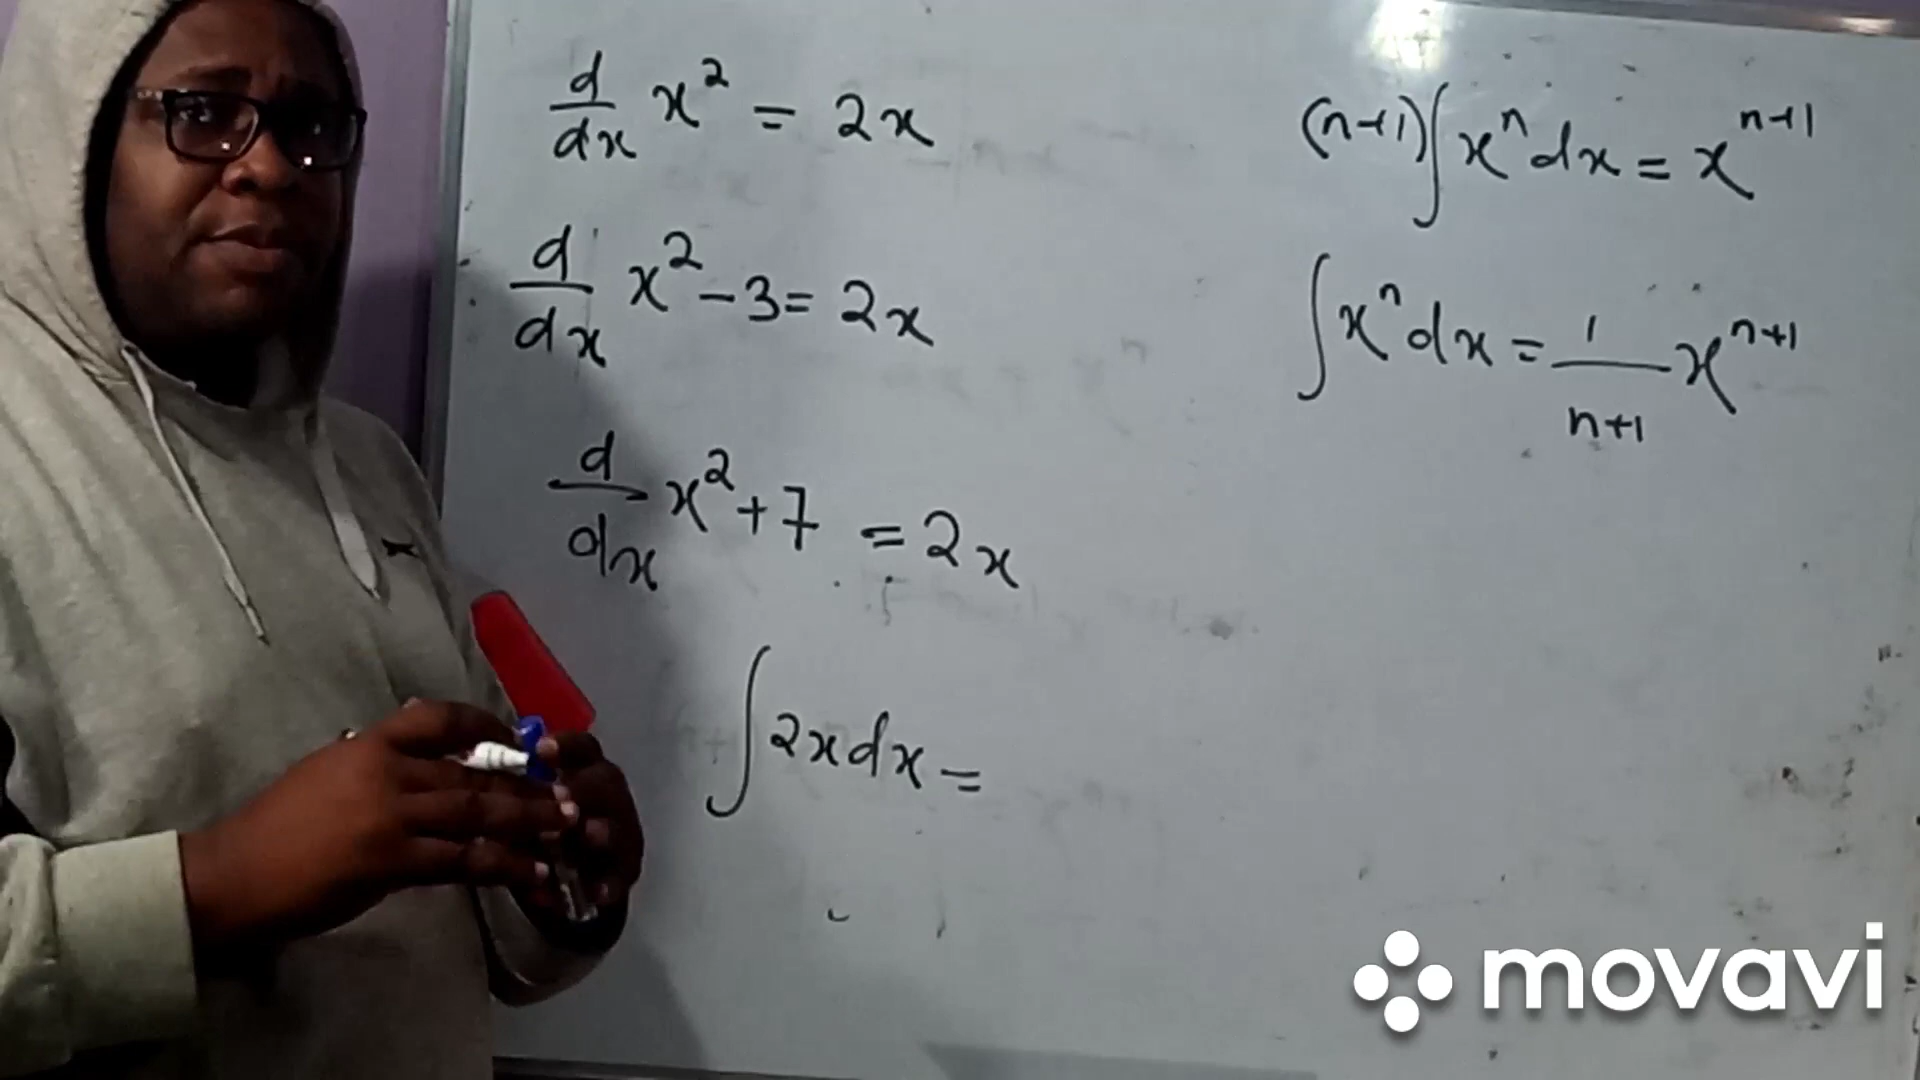 d/dx x² = 2x
d/dx x² - 3 = 2x
d/dx x² + 7 = 2x
∫2xdx =
(n+1)∫xⁿdx = xⁿ⁺¹
∫xⁿdx = 1/n+1 xⁿ⁺¹
movavi